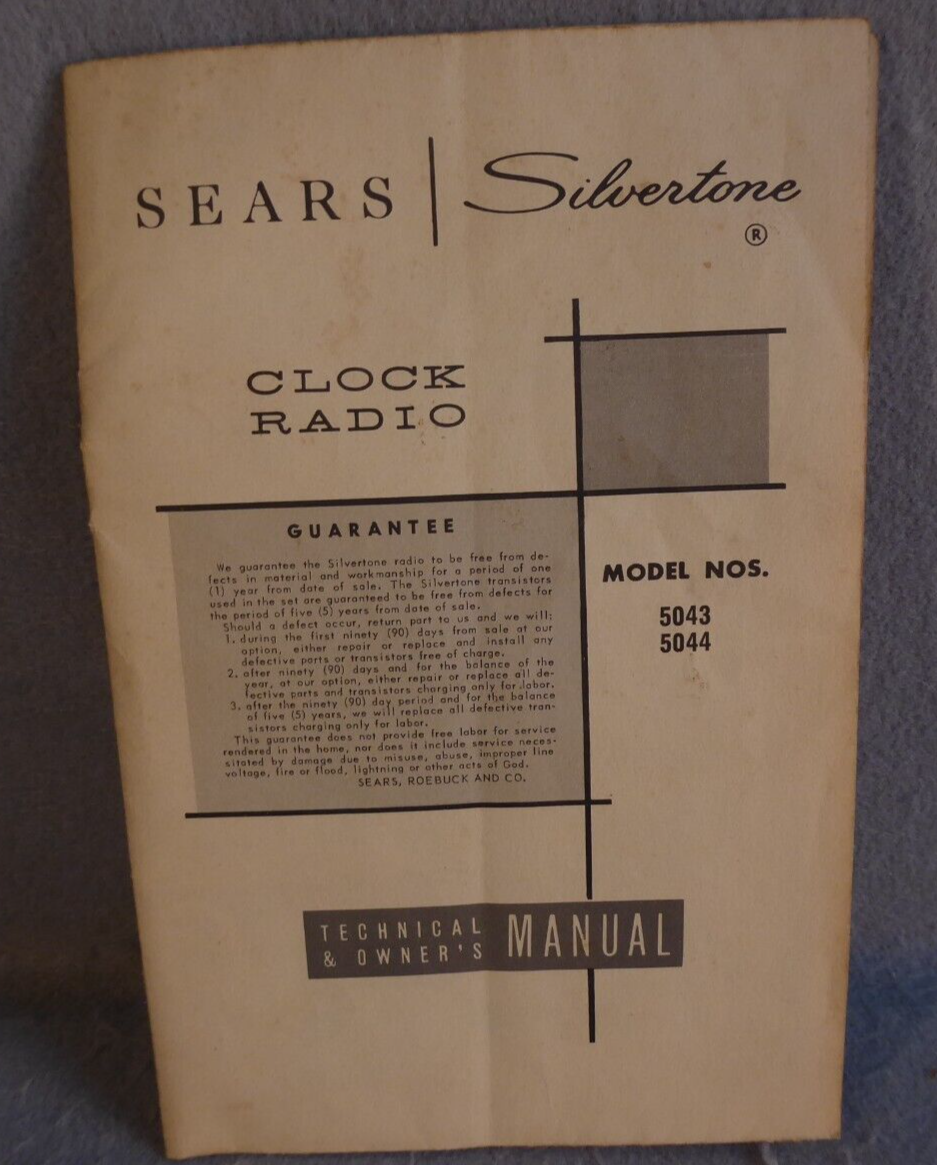 SEARS | Silvertone
®
CLOCK
RADIO
GUARANTEE
We guarantee the Silvertone radio to be free from de-
fects in material and workmanship for a period of one
(1) year from date of sale. The Silvertone transistors
used in the set are guaranteed to be free from defects for
the period of five (5) years from date of sale.
Should a defect occur, return part to us and we will:
1. during the first ninety (90) days from sale at our
option, either repair or replace and install any
defective parts or transistors free of charge.
2. after ninety (90) days and for the balance of the
year, at our option, either repair or replace all de-
fective parts and transistors charging only for labor.
3. after the ninety (90) day period and for the balance
of five (5) years, we will replace all defective tran-
sistors charging only for labor.
This guarantee does not provide free labor for service
rendered in the home, nor does it include service neces-
sitated by damage due to misuse, abuse, improper line
voltage, fire or flood, lightning or other acts of God.
SEARS, ROEBUCK AND CO.
MODEL NOS.
5043
5044
TECHNICAL
& OWNER'S MANUAL